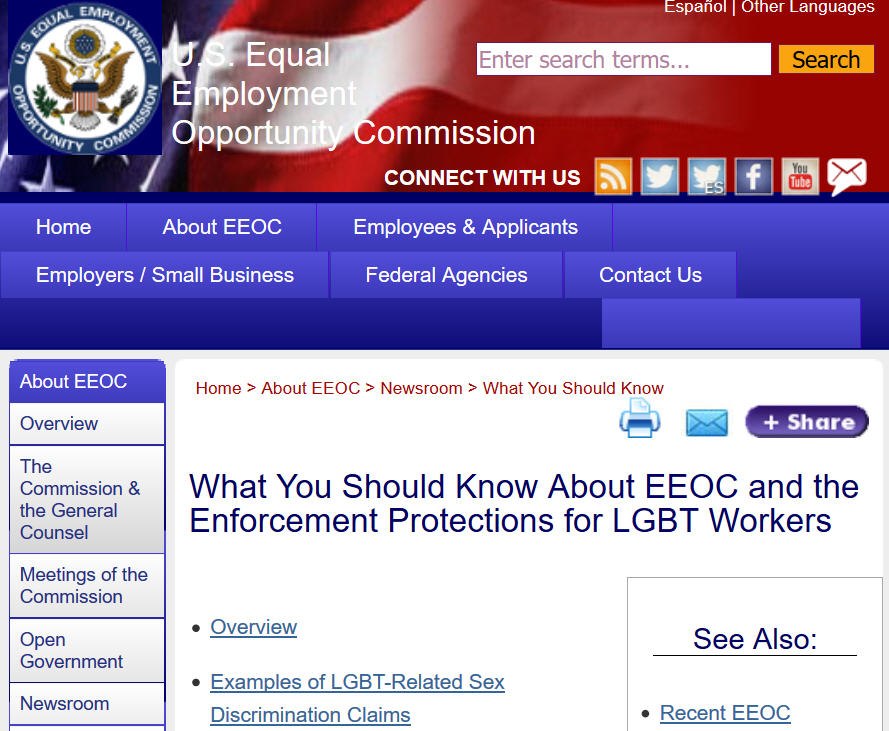 Español | Other Languages
U.S. EQUAL EMPLOYMENT OPPORTUNITY COMMISSION
U.S. Equal
Employment
Opportunity Commission
Enter search terms...
Search
CONNECT WITH US
ES
You
Tube
Home
About EEOC
Employees & Applicants
Employers / Small Business
Federal Agencies
Contact Us
About EEOC
Overview
The
Commission &
the General
Counsel
Meetings of the
Commission
Open
Government
Newsroom
Home > About EEOC > Newsroom > What You Should Know
+ Share
What You Should Know About EEOC and the
Enforcement Protections for LGBT Workers
Overview
Examples of LGBT-Related Sex
Discrimination Claims
See Also:
Recent EEOC